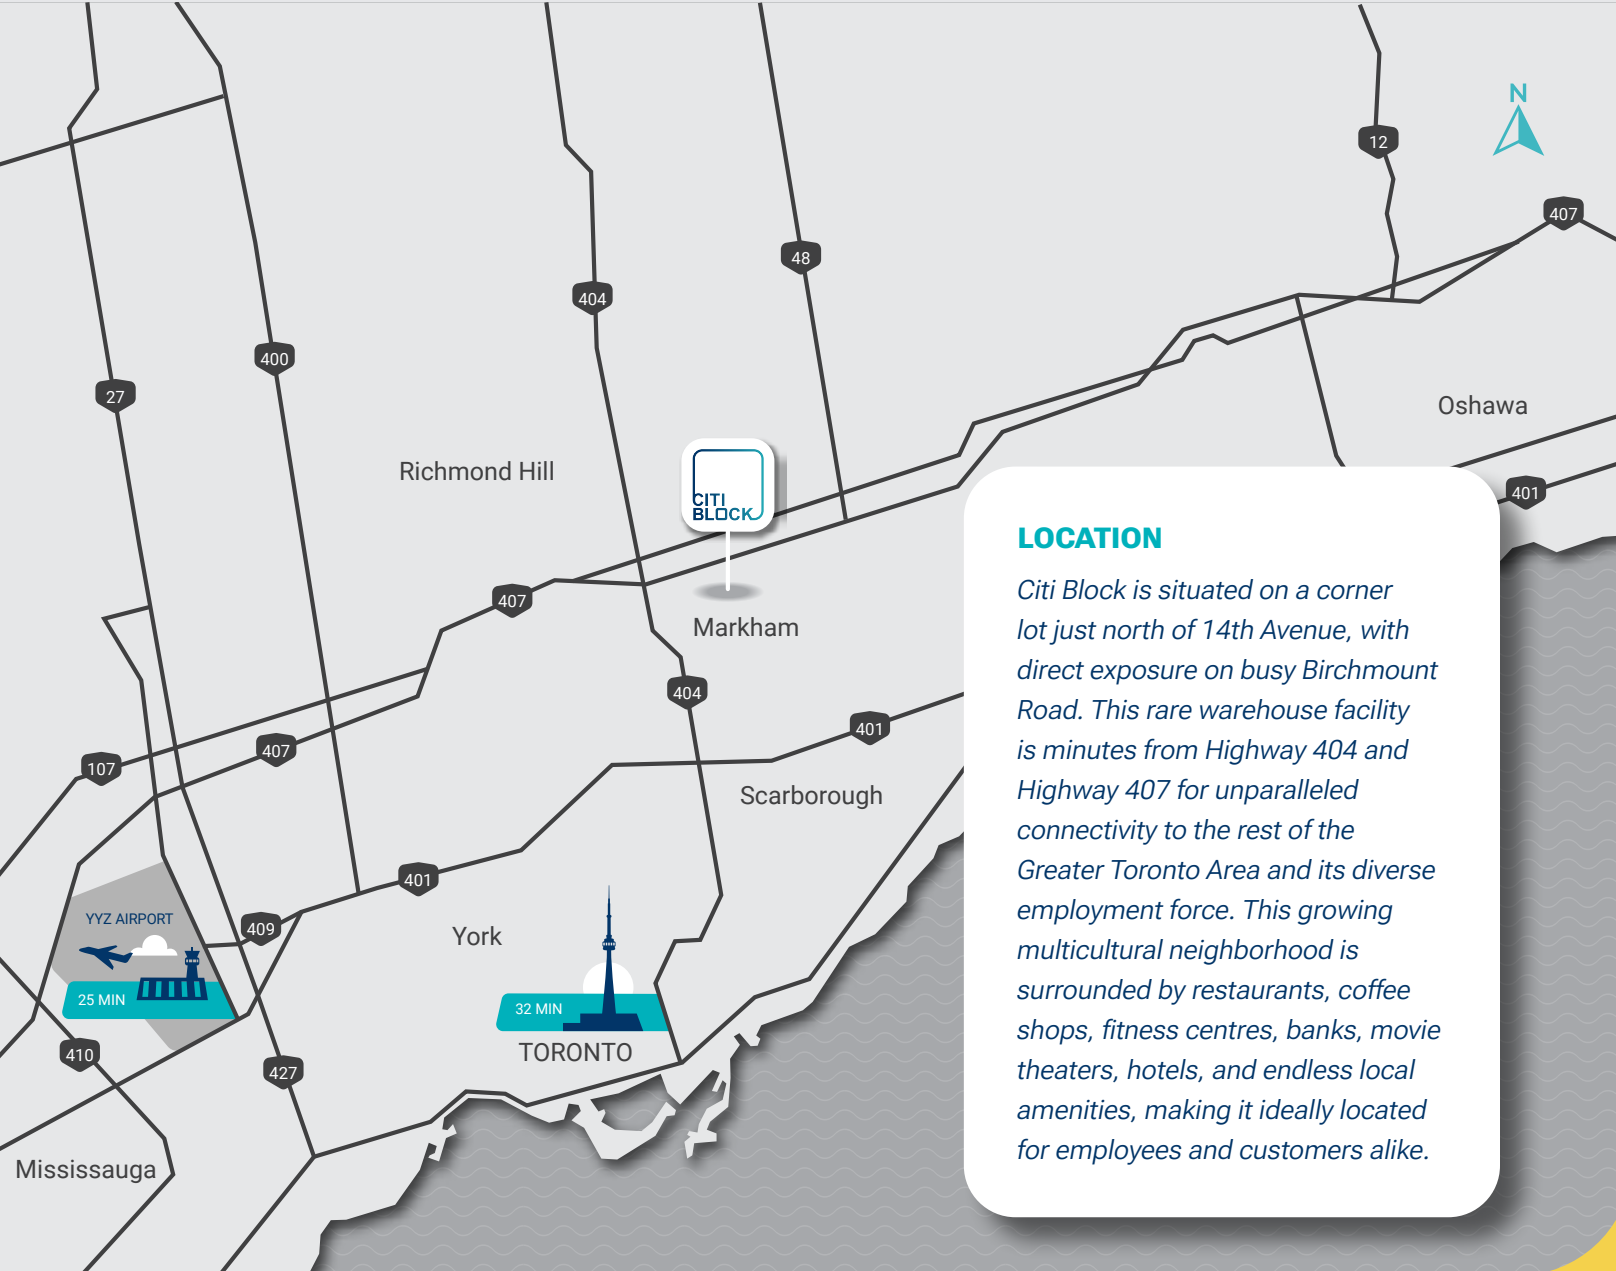 N
12
407
48
404
400
27
Oshawa
Richmond Hill
CITI
BLOCK
401
407
Markham
404
401
107
407
Scarborough
401
YYZ AIRPORT
409
York
25 MIN
32 MIN
TORONTO
410
427
Mississauga
LOCATION
Citi Block is situated on a corner
lot just north of 14th Avenue, with
direct exposure on busy Birchmount
Road. This rare warehouse facility
is minutes from Highway 404 and
Highway 407 for unparalleled
connectivity to the rest of the
Greater Toronto Area and its diverse
employment force. This growing
multicultural neighborhood is
surrounded by restaurants, coffee
shops, fitness centres, banks, movie
theaters, hotels, and endless local
amenities, making it ideally located
for employees and customers alike.